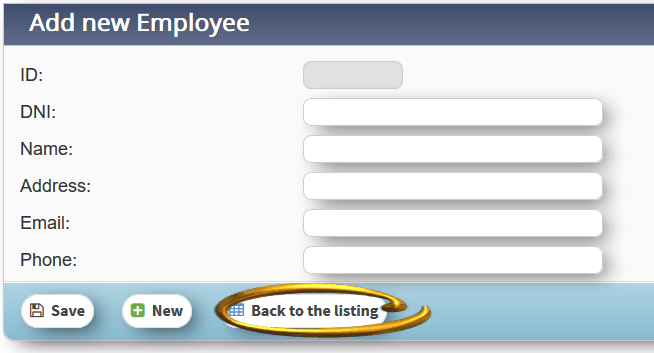 Add new Employee
ID:
DNI:
Name:
Address:
Email:
Phone:
Save New Back to the listing